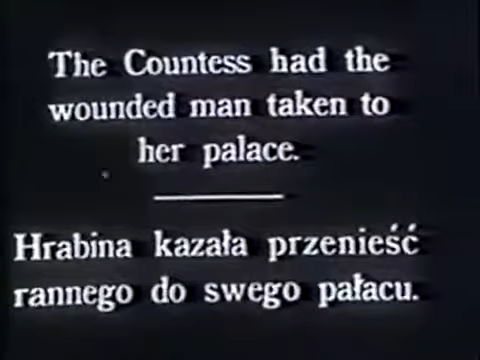 The Countess had the
wounded man taken to
her palace.
Hrabina kazała przenieść
rannego do swego pałacu.